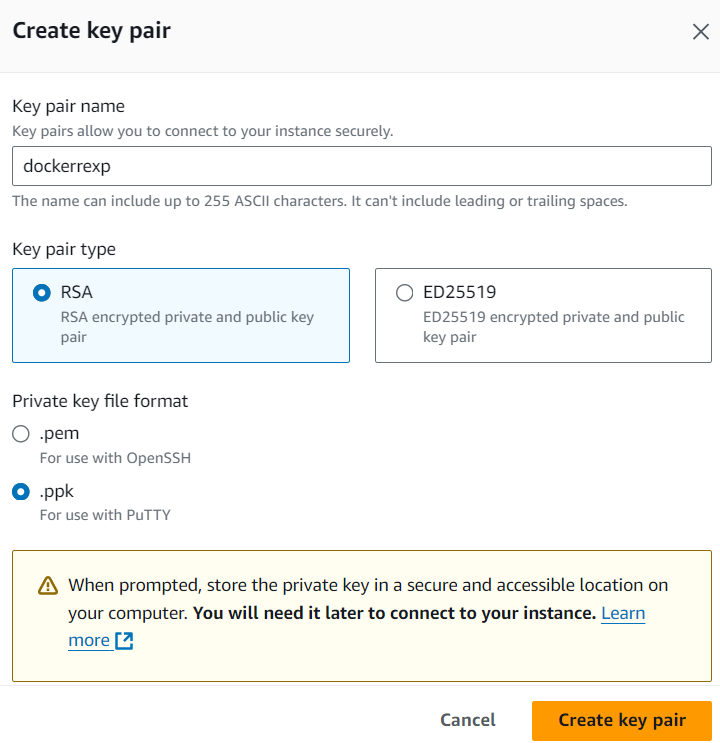 Create key pair
Key pair name
Key pairs allow you to connect to your instance securely.
dockerrexp
The name can include up to 255 ASCII characters. It can't include leading or trailing spaces.
Key pair type
RSA
RSA encrypted private and public key
pair
ED25519
ED25519 encrypted private and public
key pair
Private key file format
.pem
For use with OpenSSH
.ppk
For use with PuTTY
When prompted, store the private key in a secure and accessible location on
your computer. You will need it later to connect to your instance. Learn
more
Cancel
Create key pair